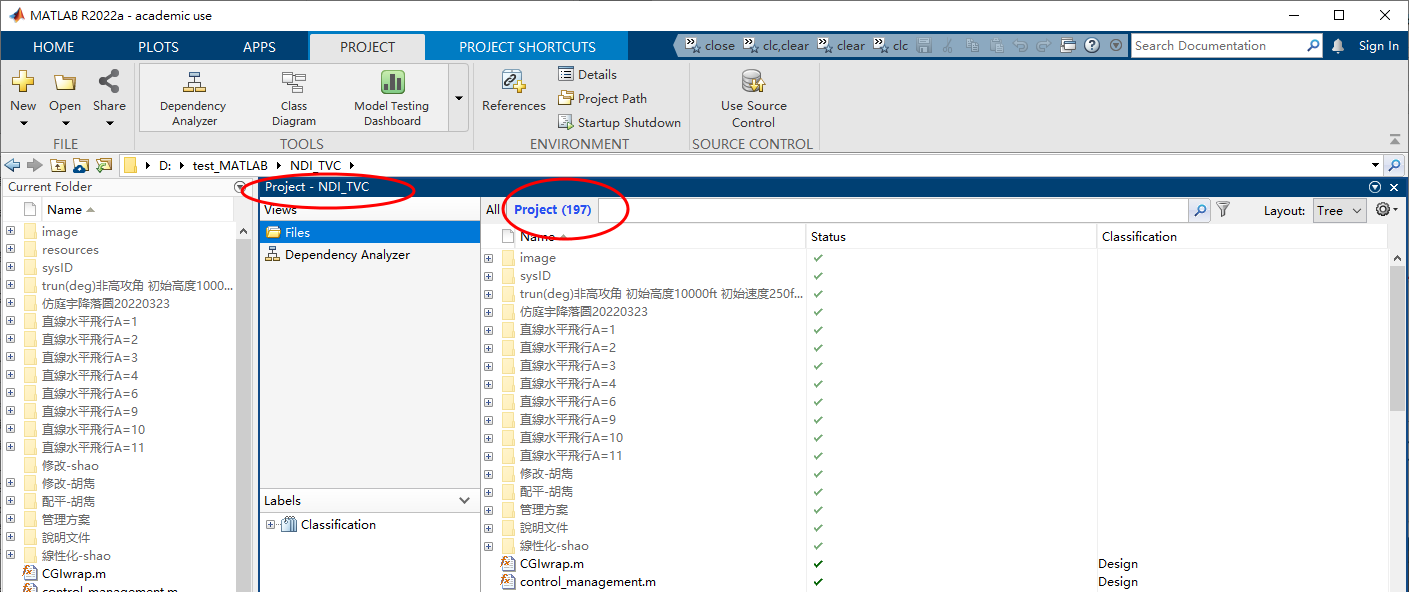 MATLAB R2022a - academic use
HOME PLOTS APPS PROJECT PROJECT SHORTCUTS close clc,clear clear clc Search Documentation Sign In
New Open Share Dependency Analyzer Class Diagram Model Testing Dashboard References Details Project Path Startup Shutdown Use Source Control
FILE TOOLS ENVIRONMENT SOURCE CONTROL
D: test_MATLAB NDI_TVC
Current Folder
Name
image
resources
sysID
trun(deg)非高攻角 初始高度1000...
仿庭宇降落圖20220323
直線水平飛行A=1
直線水平飛行A=2
直線水平飛行A=3
直線水平飛行A=4
直線水平飛行A=6
直線水平飛行A=9
直線水平飛行A=10
直線水平飛行A=11
修改-shao
修改-胡雋
配平-胡雋
管理方案
說明文件
線性化-shao
CGIwrap.m
control_management.m
Project - NDI_TVC
Views
Files
Dependency Analyzer
Labels
Classification
All Project (197) Layout: Tree
Name Status Classification
image
sysID
trun(deg)非高攻角 初始高度10000ft 初始速度250f...
仿庭宇降落圖20220323
直線水平飛行A=1
直線水平飛行A=2
直線水平飛行A=3
直線水平飛行A=4
直線水平飛行A=6
直線水平飛行A=9
直線水平飛行A=10
直線水平飛行A=11
修改-胡雋
配平-胡雋
管理方案
說明文件
線性化-shao
CGIwrap.m Design
control_management.m Design